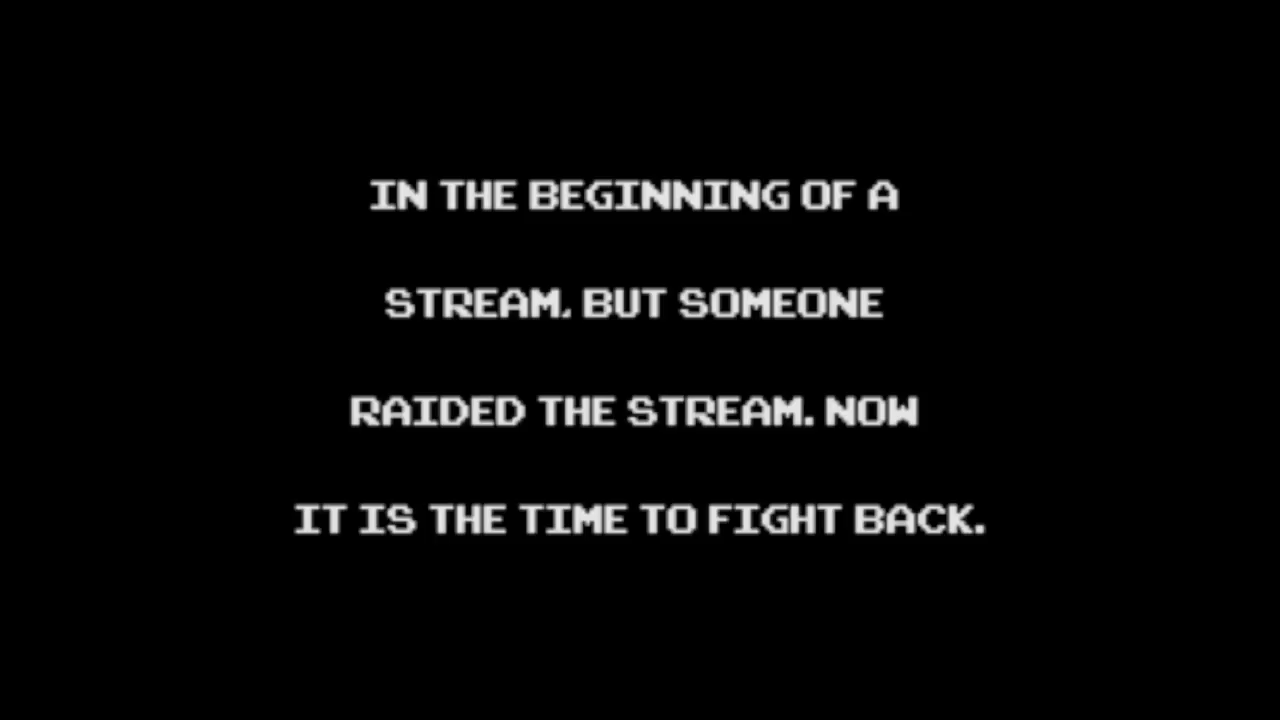 IN THE BEGINNING OF A
STREAM, BUT SOMEONE
RAIDED THE STREAM. NOW
IT IS THE TIME TO FIGHT BACK.